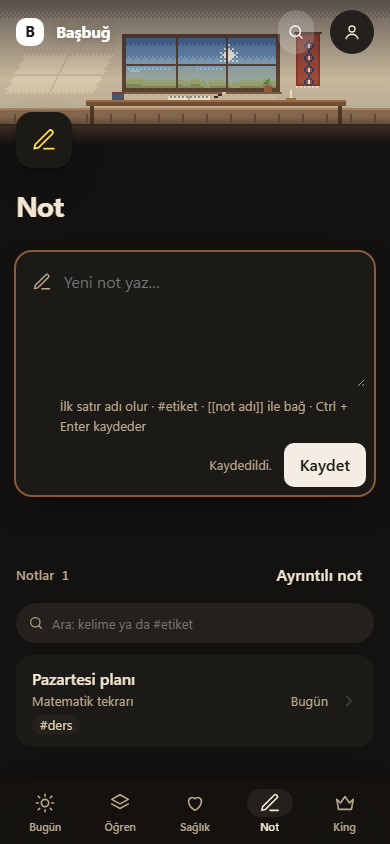 B Başbuğ
Not
Yeni not yaz...
İlk satır adı olur · #etiket · [[not adı]] ile bağ · Ctrl +
Enter kaydeder
Kaydedildi. Kaydet
Notlar 1 Ayrıntılı not
Ara: kelime ya da #etiket
Pazartesi planı
Matematik tekrarı Bugün
#ders
Bugün Öğren Sağlık Not King